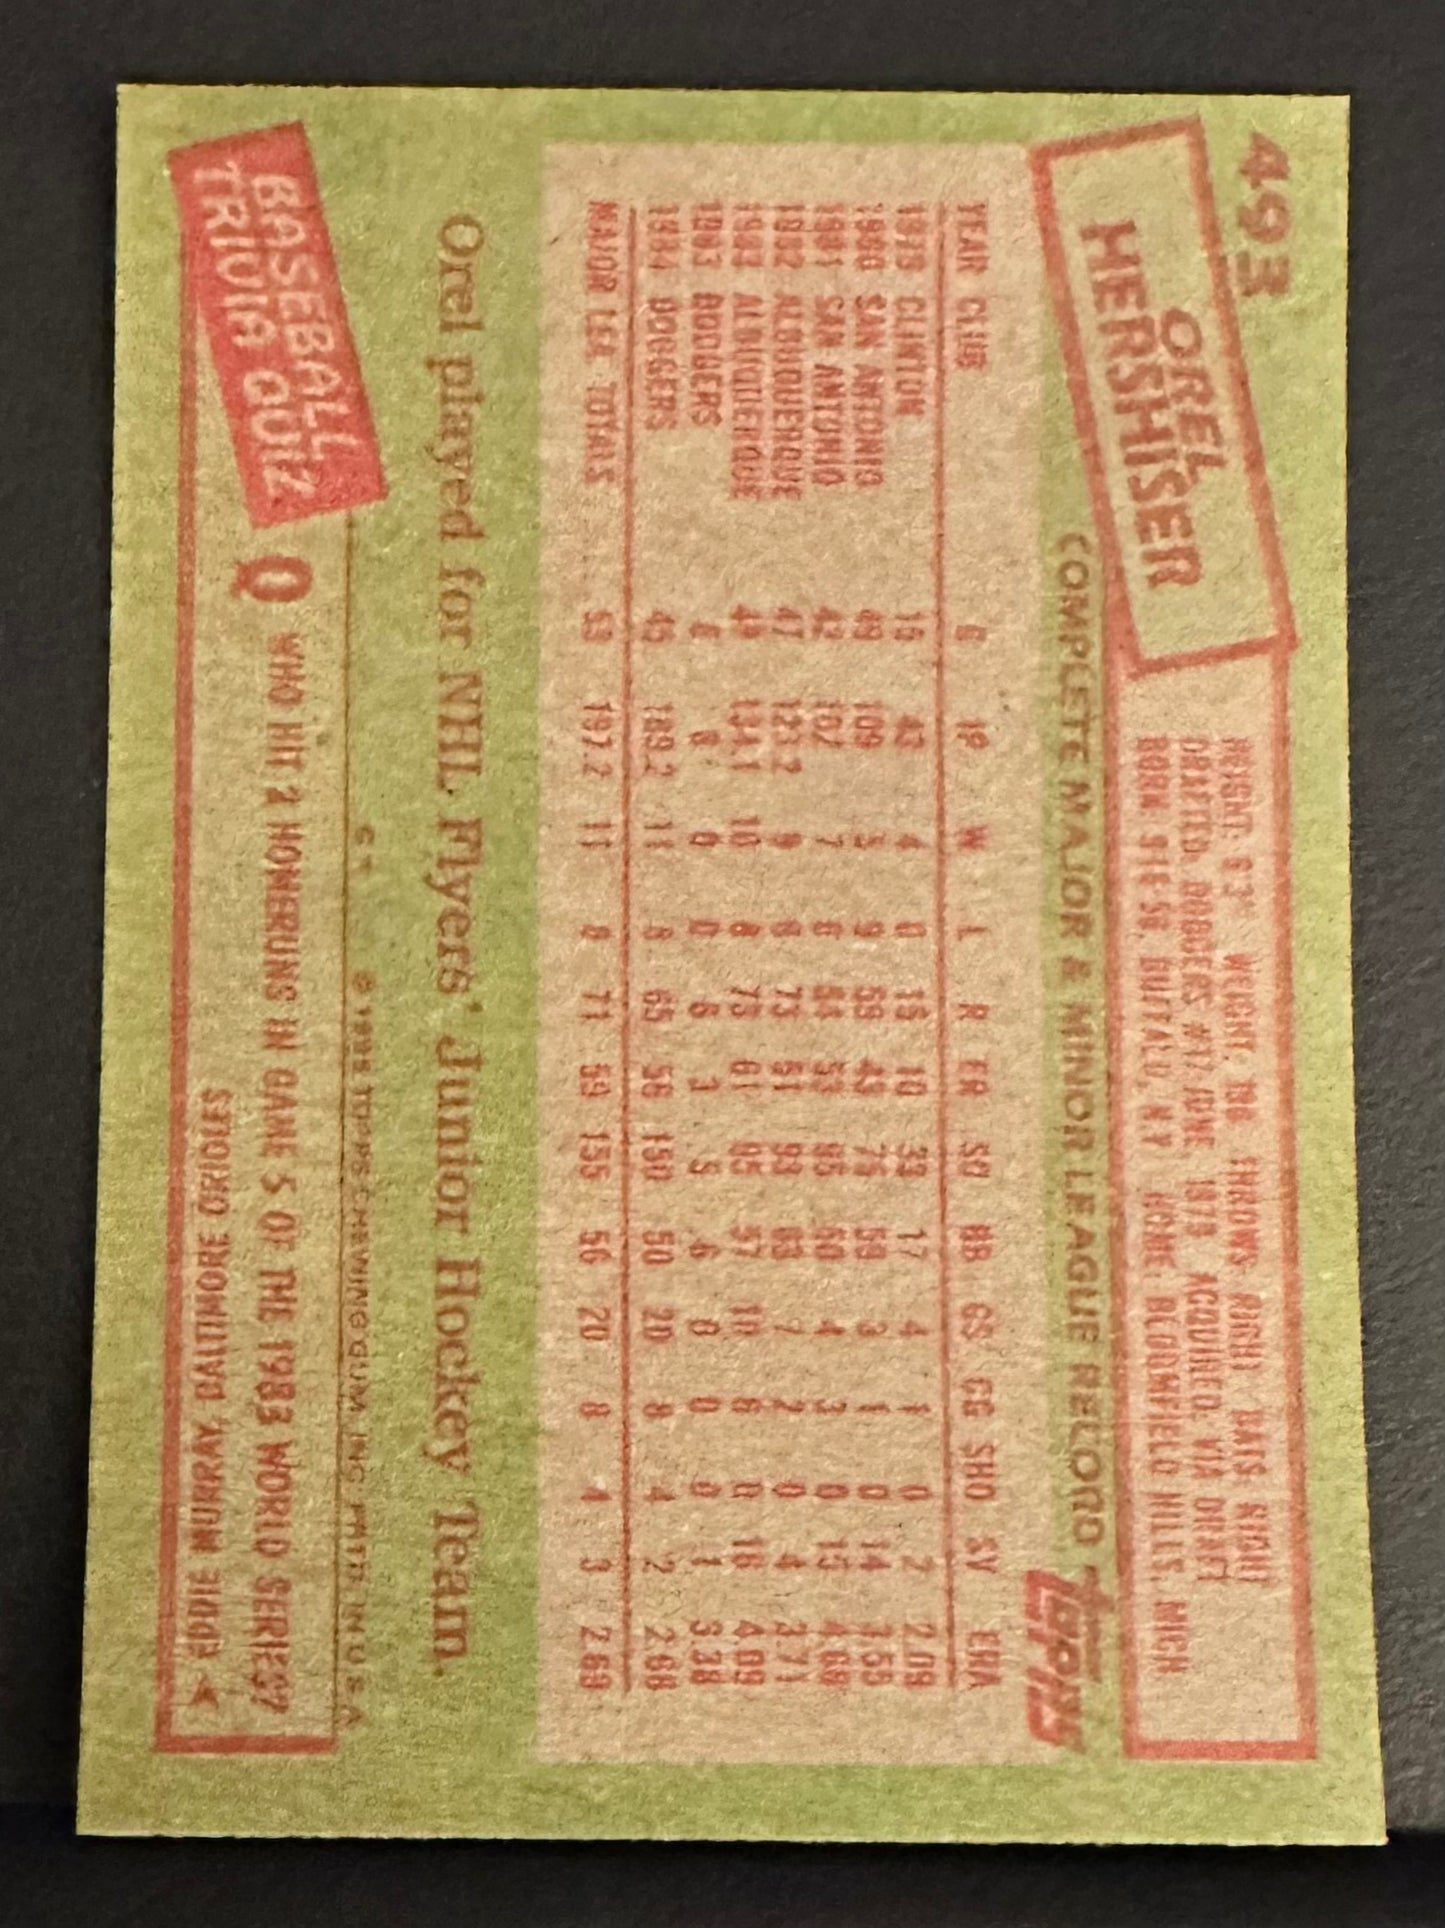 493
OREL
HERSHISER
HEIGHT: 6'3" WEIGHT: 190 THROWS: RIGHT BATS: RIGHT
DRAFTED: DODGERS #17-JUNE 1979 ACQUIRED: VIA DRAFT
BORN: 9-16-58, BUFFALO, N.Y. HOME: BLOOMFIELD HILLS, MICH.
COMPLETE MAJOR & MINOR LEAGUE RECORD
Topps
YEAR CLUB G IP W L R ER SO BB GS CG SHO SV ERA
1979 CLINTON 15 43 4 0 15 10 33 17 4 1 0 2 2.09
1980 SAN ANTONIO 49 109 5 9 59 43 75 59 3 1 0 14 3.55
1981 SAN ANTONIO 42 102 7 6 54 53 95 50 4 3 0 15 4.68
1982 ALBUQUERQUE 47 123.2 9 6 73 51 93 63 7 2 0 4 3.71
1983 ALBUQUERQUE 49 134.1 10 8 73 61 95 57 10 6 0 16 4.09
1983 DODGERS 8 8 0 0 6 3 5 6 0 0 0 1 3.38
1984 DODGERS 45 189.2 11 8 65 56 150 50 20 8 4 2 2.66
MAJOR LEA. TOTALS 53 197.2 11 8 71 59 155 56 20 8 4 3 2.69
Orel played for NHL Flyers' Junior Hockey Team.
© 1985 TOPPS CHEWING GUM, INC. PRTD. IN U.S.A.
BASEBALL
TRIVIA QUIZ
Q WHO HIT 2 HOMERUNS IN GAME 5 OF THE 1983 WORLD SERIES?
A EDDIE MURRAY, BALTIMORE ORIOLES